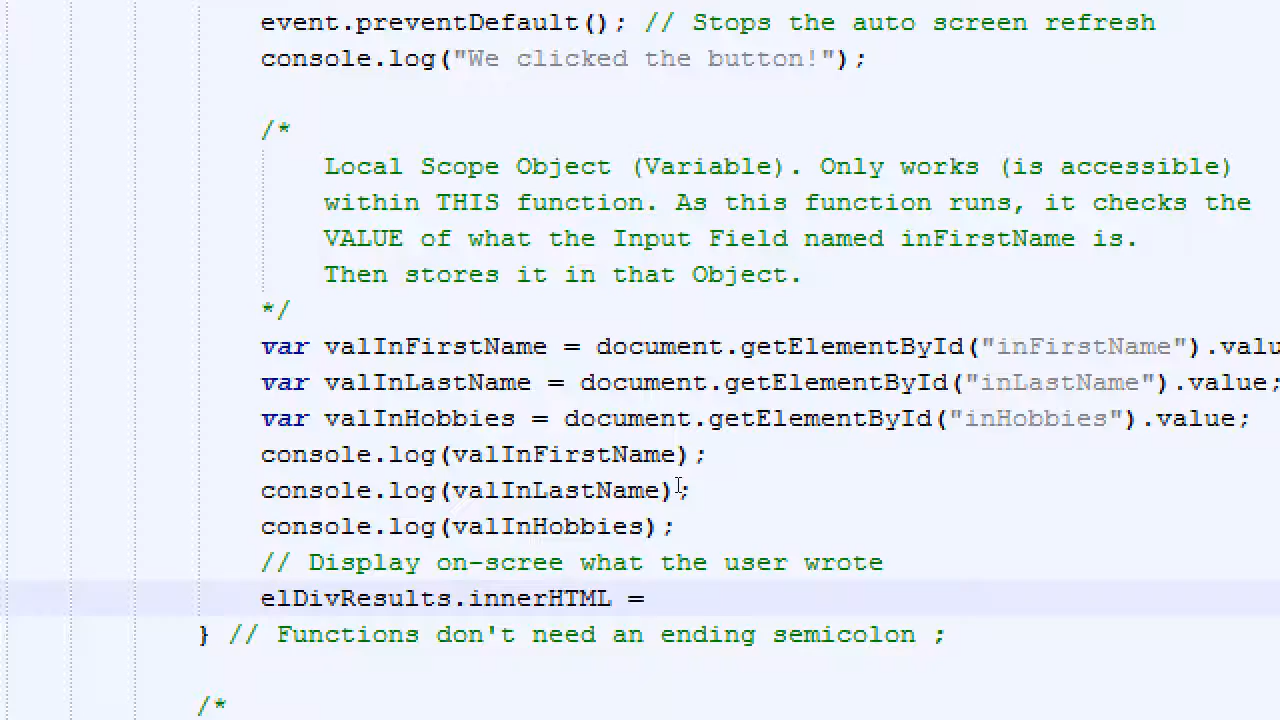 event.preventDefault(); // Stops the auto screen refresh
console.log("We clicked the button!");
/*
Local Scope Object (Variable). Only works (is accessible)
within THIS function. As this function runs, it checks the
VALUE of what the Input Field named inFirstName is.
Then stores it in that Object.
*/
var valInFirstName = document.getElementById("inFirstName").valu
var valInLastName = document.getElementById("inLastName").value;
var valInHobbies = document.getElementById("inHobbies").value;
console.log(valInFirstName);
console.log(valInLastName);
console.log(valInHobbies);
// Display on-scree what the user wrote
elDivResults.innerHTML =
} // Functions don't need an ending semicolon ;
/*